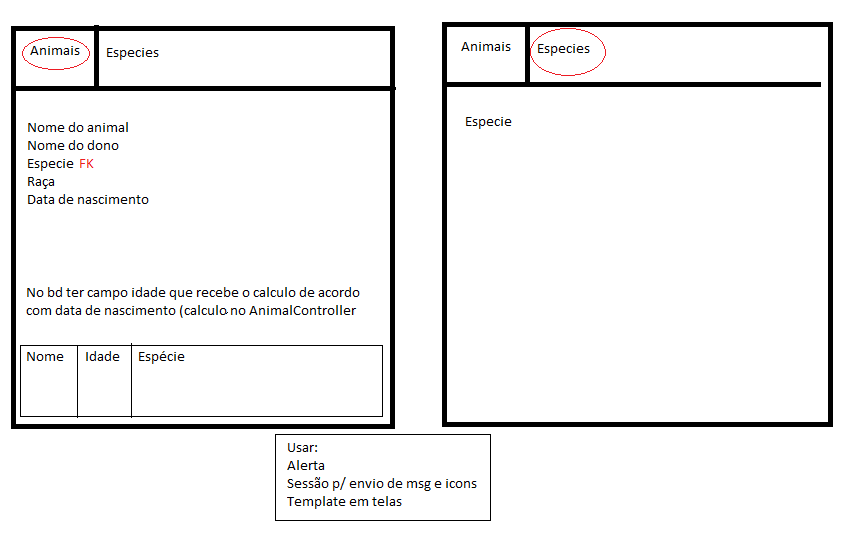 Animais
Especies
Nome do animal
Nome do dono
Especie FK
Raça
Data de nascimento
No bd ter campo idade que recebe o calculo de acordo
com data de nascimento (calculo no AnimalController
Nome
Idade
Espécie
Animais
Especies
Especie
Usar:
Alerta
Sessão p/ envio de msg e icons
Template em telas